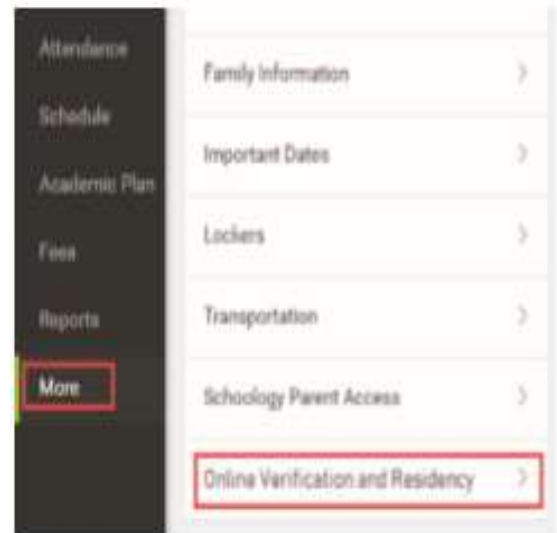 Attendance
Schedule
Academic Plan
Fees
Reports
More
Family Information
Important Dates
Lockers
Transportation
Schoology Parent Access
Online Verification and Residency